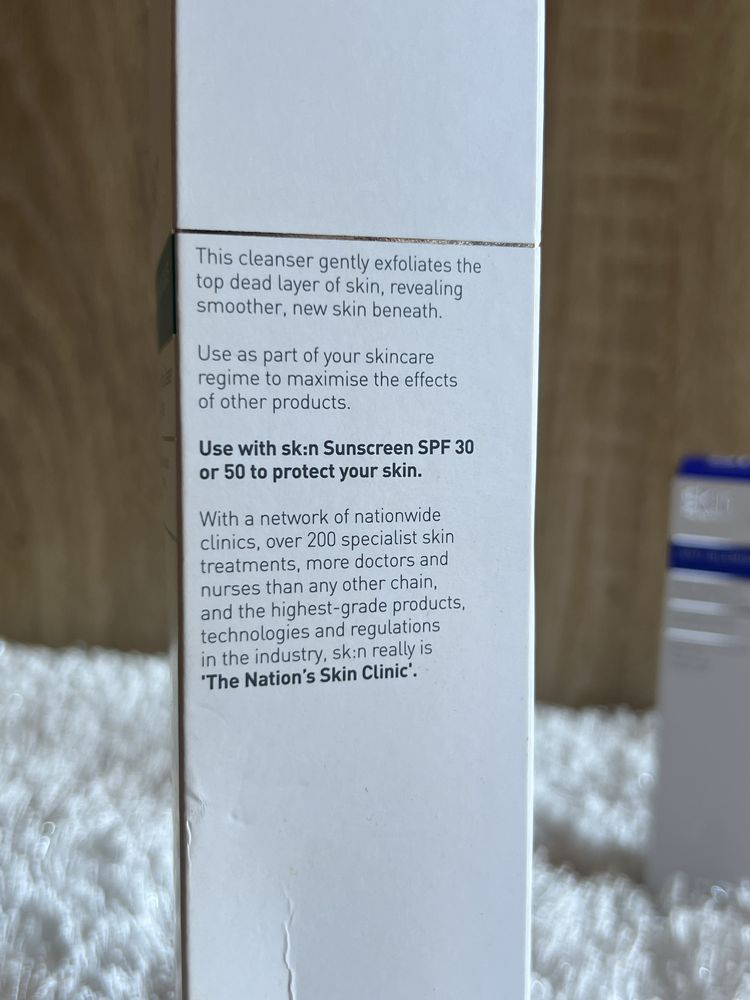 This cleanser gently exfoliates the
top dead layer of skin, revealing
smoother, new skin beneath.
Use as part of your skincare
regime to maximise the effects
of other products.
Use with sk:n Sunscreen SPF 30
or 50 to protect your skin.
With a network of nationwide
clinics, over 200 specialist skin
treatments, more doctors and
nurses than any other chain,
and the highest-grade products,
technologies and regulations
in the industry, sk:n really is
'The Nation's Skin Clinic'.
sk:n